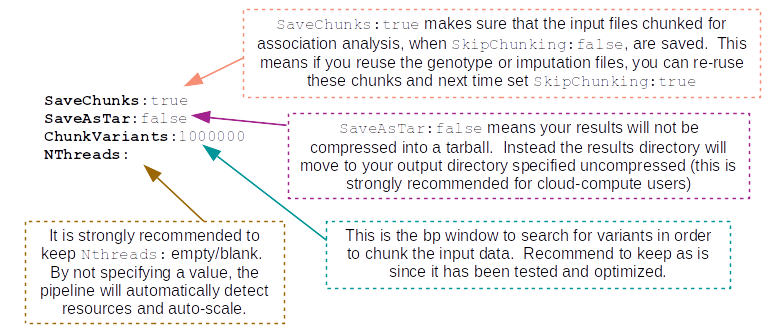 SaveChunks:true makes sure that the input files chunked for
association analysis, when SkipChunking:false, are saved.  This
means if you reuse the genotype or imputation files, you can re-use
these chunks and next time set SkipChunking:true
SaveChunks:true
SaveAsTar:false
ChunkVariants:1000000
NThreads:
SaveAsTar:false means your results will not be
compressed into a tarball.  Instead the results directory will
move to your output directory specified uncompressed (this is
strongly recommended for cloud-compute users)
It is strongly recommended to
keep Nthreads: empty/blank.
By not specifying a value, the
pipeline will automatically detect
resources and auto-scale.
This is the bp window to search for variants in order
to chunk the input data.  Recommend to keep as is
since it has been tested and optimized.